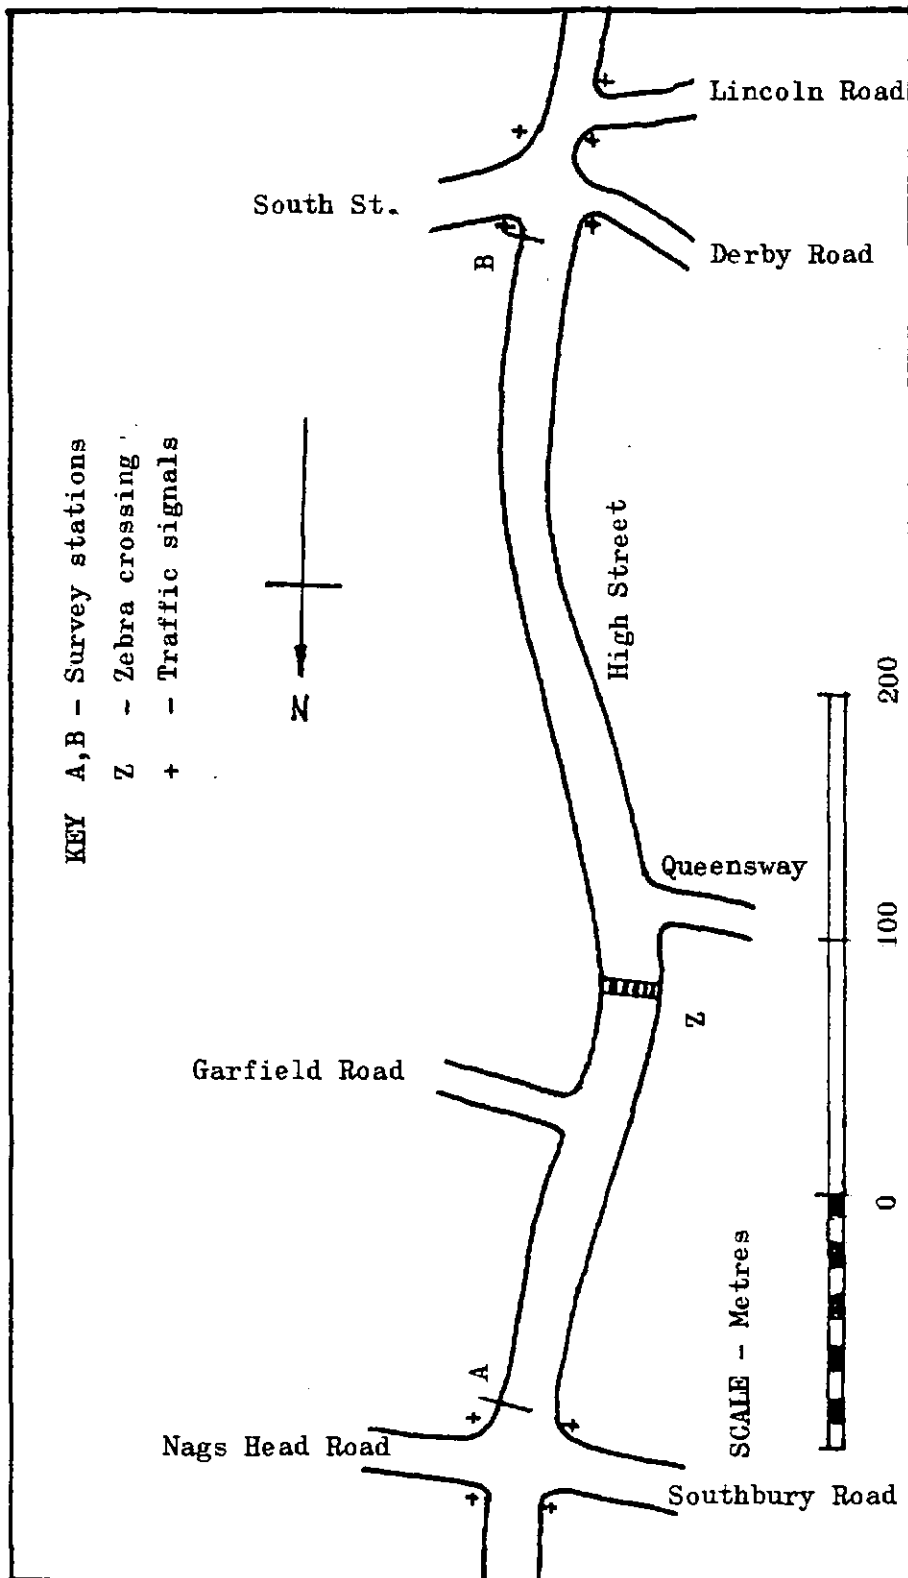 Lincoln Road
South St.
B
Derby Road
KEY A,B - Survey stations
Z - Zebra crossing
+ - Traffic signals
N
High Street
200
Queensway
100
Z
Garfield Road
0
SCALE - Metres
A
Nags Head Road
Southbury Road